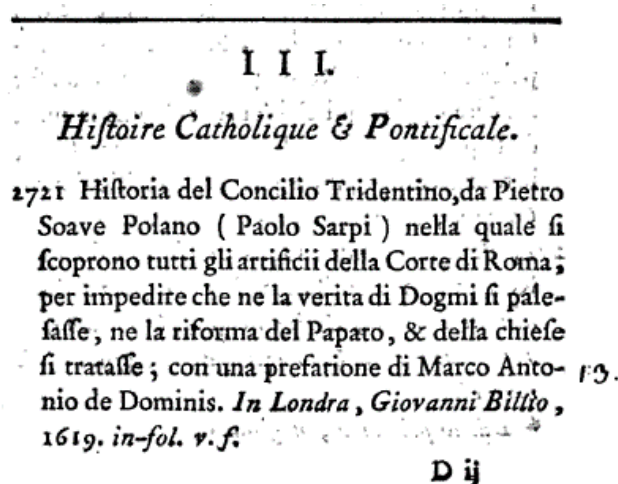 I I I.
Hiſtoire Catholique & Pontificale.
2721 Hiſtoria del Concilio Tridentino, da Pietro
Soave Polano ( Paolo Sarpi ) nella quale ſi
ſcoprono tutti gli artificii della Corte di Roma ;
per impedire che ne la verita di Dogmi ſi pale-
ſaſſe, ne la riforma del Papato, & della chieſe
ſi trataſſe ; con una prefatione di Marco Anto-
nio de Dominis. In Londra, Giovanni Billio, 13.
1619. in-fol. v. f.
D ij